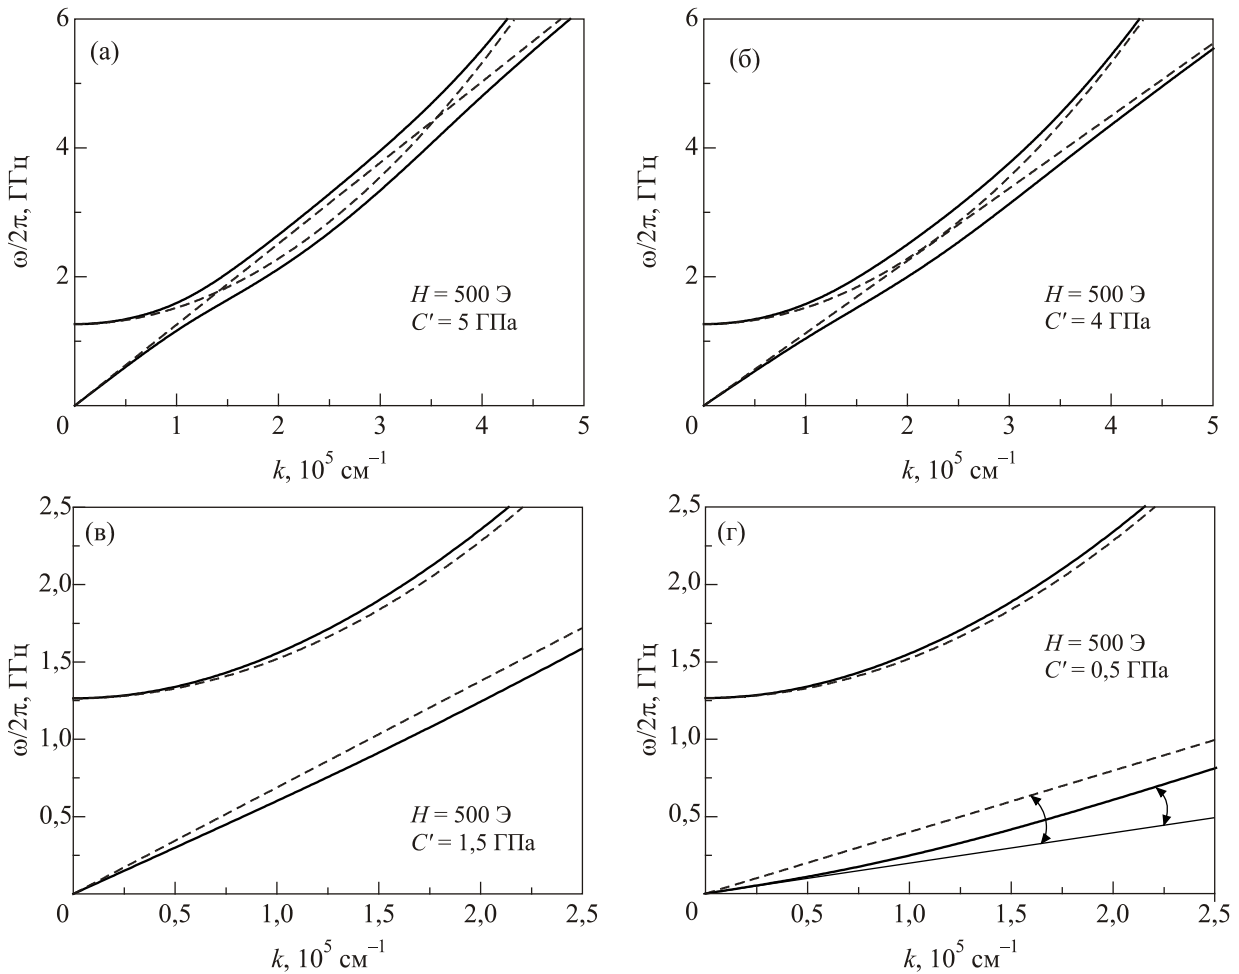 6
(а)
4
ω/2π, ГГц
2
H = 500 Э
C′ = 5 ГПа
0 1 2 3 4 5
k, 10⁵ см⁻¹
6
(б)
4
ω/2π, ГГц
2
H = 500 Э
C′ = 4 ГПа
0 1 2 3 4 5
k, 10⁵ см⁻¹
2,5
(в)
2,0
1,5
ω/2π, ГГц
1,0
0,5
H = 500 Э
C′ = 1,5 ГПа
0 0,5 1,0 1,5 2,0 2,5
k, 10⁵ см⁻¹
2,5
(г)
2,0
1,5
H = 500 Э
C′ = 0,5 ГПа
ω/2π, ГГц
1,0
0,5
0 0,5 1,0 1,5 2,0 2,5
k, 10⁵ см⁻¹